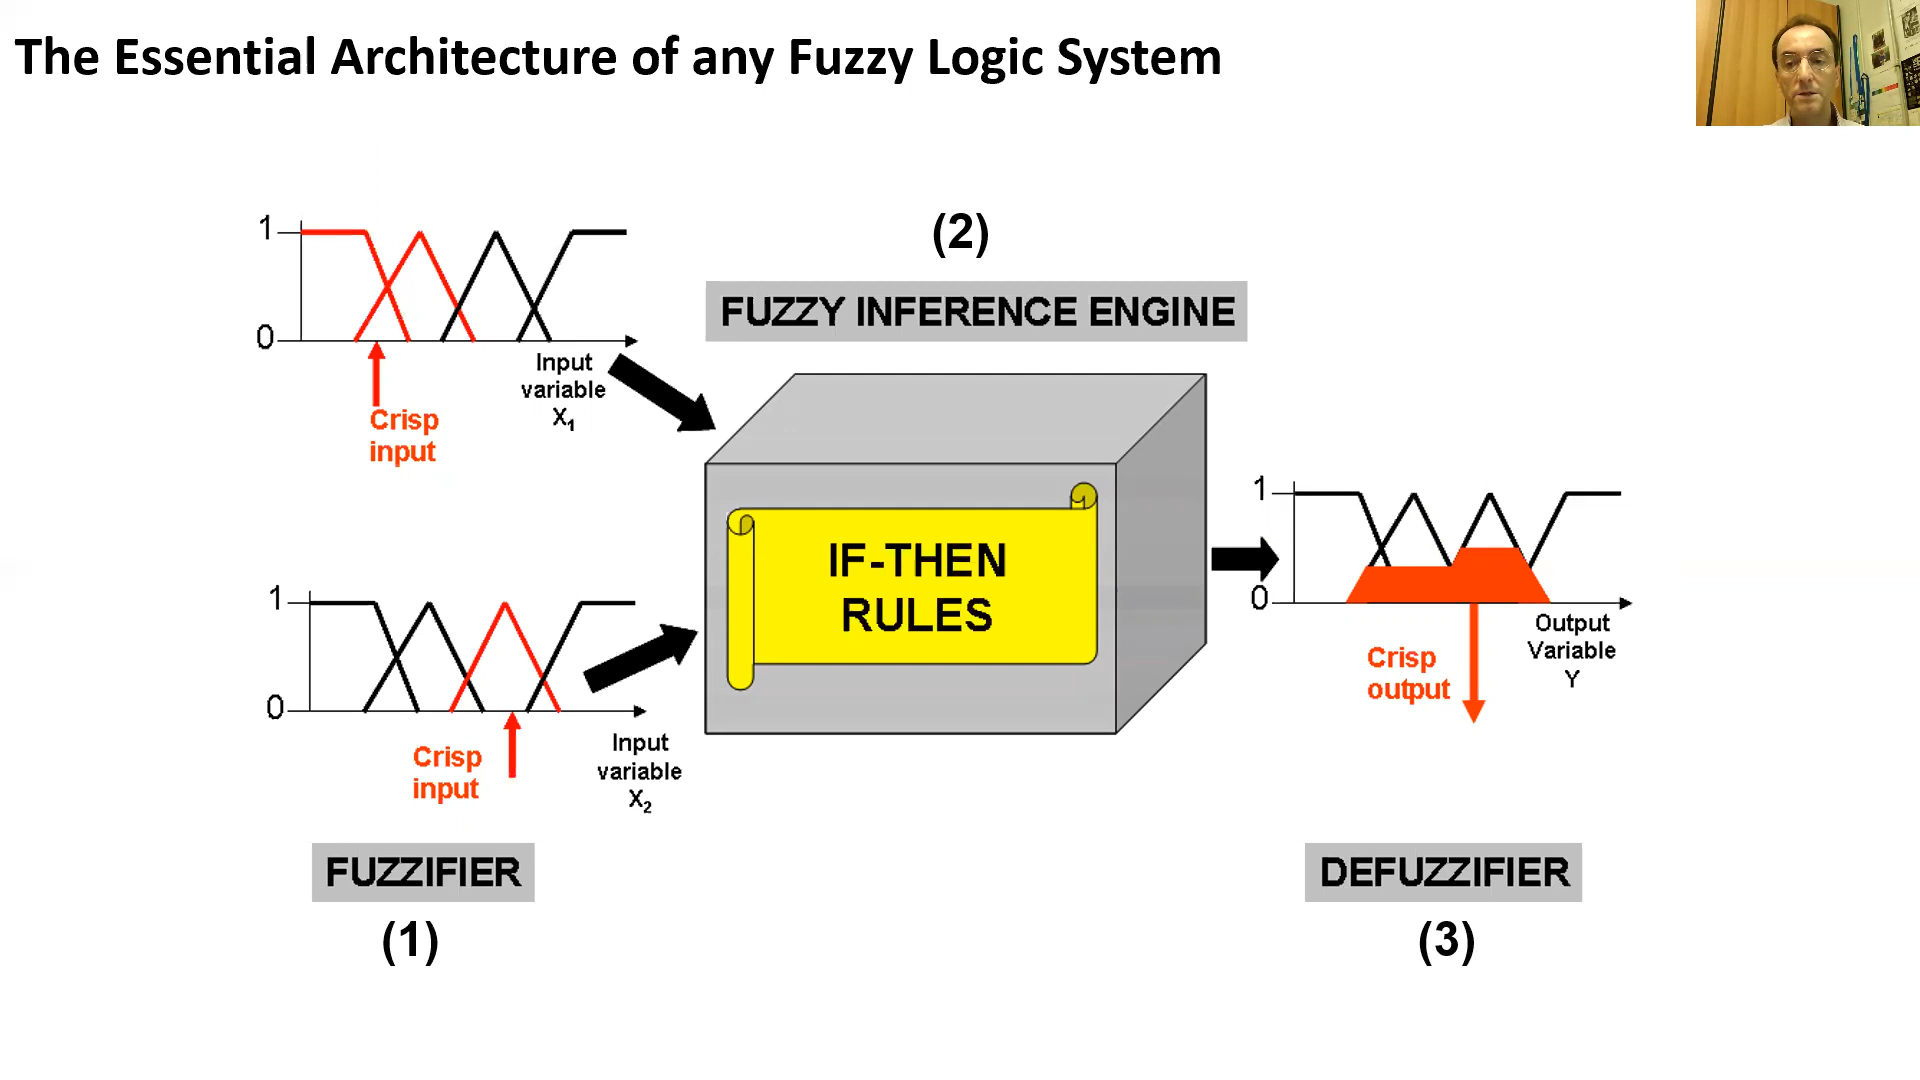 The Essential Architecture of any Fuzzy Logic System
1
0
Crisp
input
Input
variable
X1
(2)
FUZZY INFERENCE ENGINE
IF-THEN
RULES
1
0
Crisp
input
Input
variable
X2
FUZZIFIER
(1)
1
0
Crisp
output
Output
Variable
Y
DEFUZZIFIER
(3)